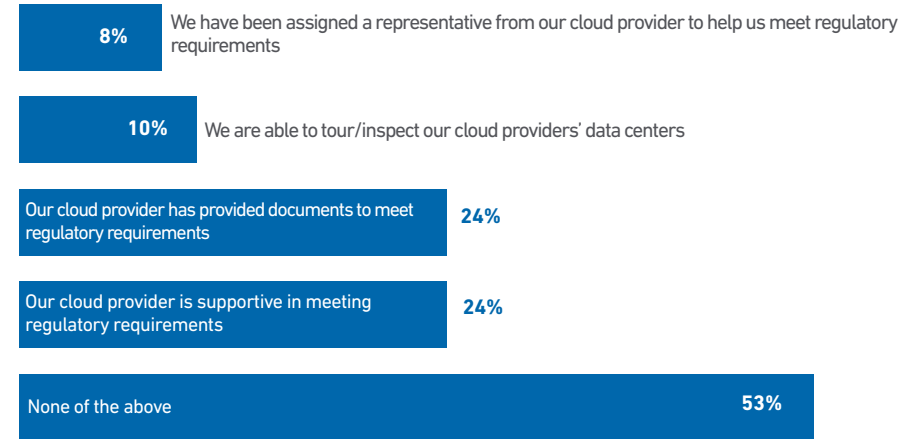 8%
We have been assigned a representative from our cloud provider to help us meet regulatory
requirements
10%
We are able to tour/inspect our cloud providers’ data centers
Our cloud provider has provided documents to meet
regulatory requirements
24%
Our cloud provider is supportive in meeting
regulatory requirements
24%
None of the above
53%